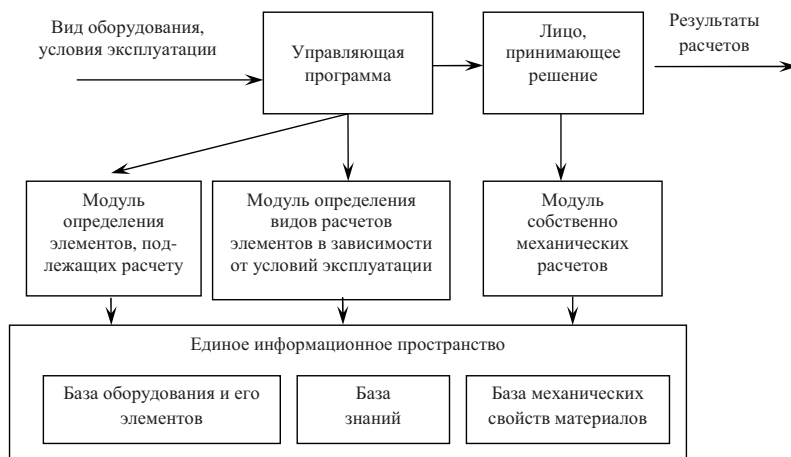 Вид оборудования,
условия эксплуатации
Управляющая
программа
Лицо,
принимающее
решение
Результаты
расчетов
Модуль
определения
элементов, под-
лежащих расчету
Модуль определения
видов расчетов
элементов в зависимости
от условий эксплуатации
Модуль
собственно
механических
расчетов
Единое информационное пространство
База оборудования и его
элементов
База
знаний
База механических
свойств материалов